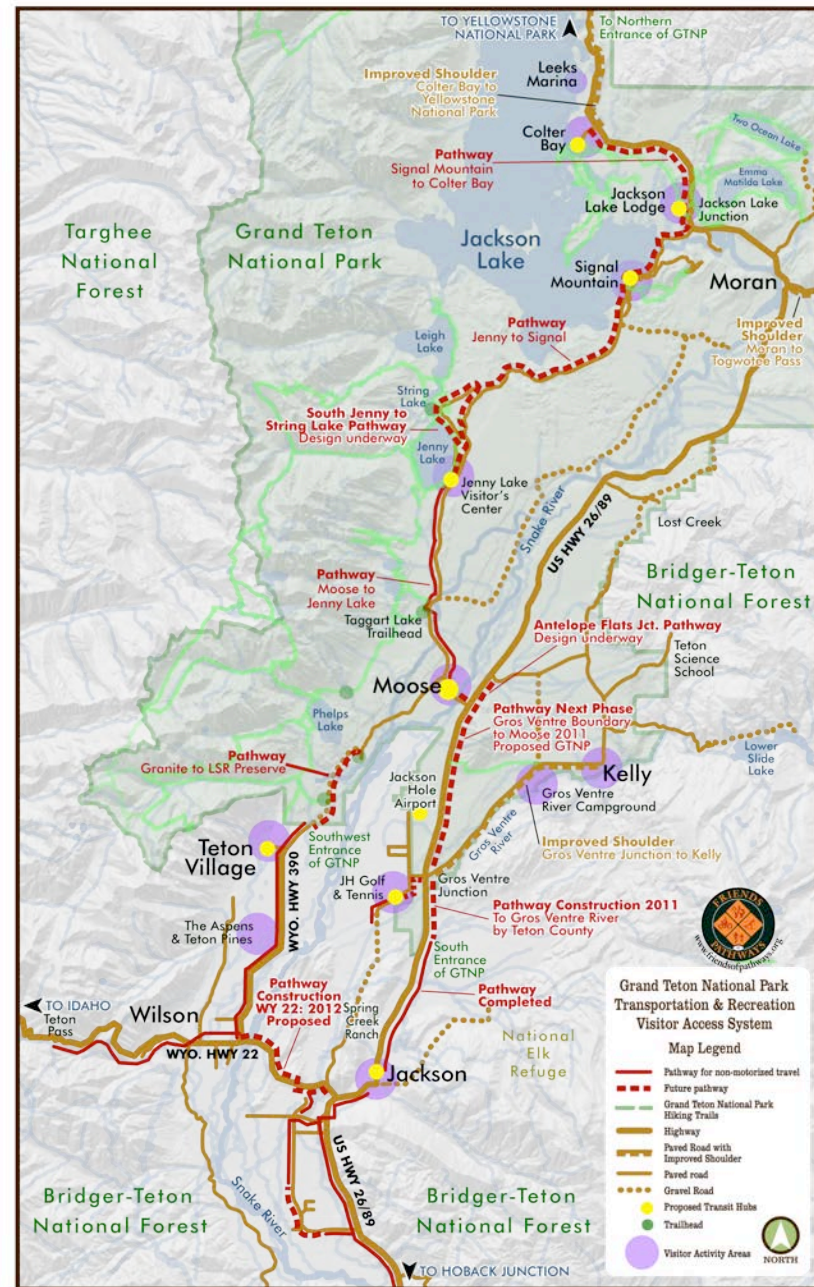 TO YELLOWSTONE
NATIONAL PARK
To Northern
Entrance of GTNP
Leeks
Marina
Improved Shoulder
Colter Bay to
Yellowstone
National Park
Colter
Bay
Two Ocean Lake
Pathway
Signal Mountain
to Colter Bay
Emma
Matilda Lake
Jackson
Lake Lodge
Jackson Lake
Junction
Targhee
National
Forest
Grand Teton
National Park
Jackson
Lake
Signal
Mountain
Moran
Improved
Shoulder
Moran to
Togwotee Pass
Pathway
Jenny to Signal
Leigh
Lake
String
Lake
South Jenny to
String Lake Pathway
Design underway
Jenny
Lake
Jenny Lake
Visitor's
Center
Snake River
US HWY 26/89
Lost Creek
Bridger-Teton
National Forest
Pathway
Moose to
Jenny Lake
Taggart Lake
Trailhead
Antelope Flats Jct. Pathway
Design underway
Teton
Science
School
Moose
Phelps
Lake
Pathway Next Phase
Gros Ventre Boundary
to Moose 2011
Proposed GTNP
Pathway
Granite to LSR Preserve
Lower
Slide
Lake
Jackson
Hole
Airport
Kelly
Gros Ventre
River Campground
Gros Ventre
River
Teton
Village
Southwest
Entrance
of GTNP
Improved Shoulder
Gros Ventre Junction to Kelly
WYO. HWY 390
JH Golf
& Tennis
Gros Ventre
Junction
Pathway Construction 2011
To Gros Ventre River
by Teton County
The Aspens
& Teton Pines
South
Entrance
of GTNP
Pathway
Completed
Pathway
Construction
WY 22: 2012
Proposed
TO IDAHO
Teton
Pass
Wilson
Spring
Creek
Ranch
WYO. HWY 22
National
Elk
Refuge
Jackson
US HWY 26/89
Snake River
Bridger-Teton
National Forest
Bridger-Teton
National Forest
TO HOBACK JUNCTION
FRIENDS
PATHWAYS
www.friendsofpathways.org
Grand Teton National Park
Transportation & Recreation
Visitor Access System
Map Legend
Pathway for non-motorized travel
Future pathway
Grand Teton National Park
Hiking Trails
Highway
Paved Road with
Improved Shoulder
Paved road
Gravel Road
Proposed Transit Hubs
Trailhead
Visitor Activity Areas
NORTH